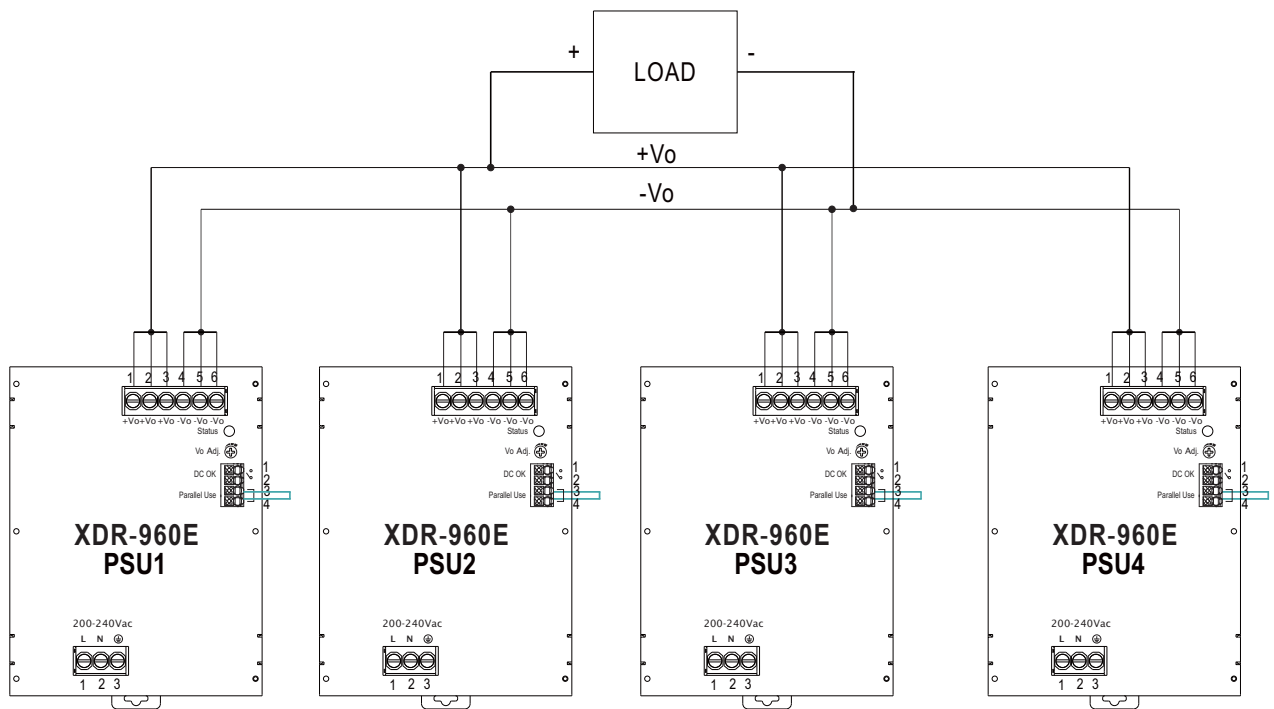 + LOAD -
+Vo
-Vo
1 2 3 4 5 6
+Vo +Vo +Vo -Vo -Vo -Vo
Status
Vo Adj.
DC OK
Parallel Use
1
2
3
4
XDR-960E
PSU1
200-240Vac
L N
1 2 3
1 2 3 4 5 6
+Vo +Vo +Vo -Vo -Vo -Vo
Status
Vo Adj.
DC OK
Parallel Use
1
2
3
4
XDR-960E
PSU2
200-240Vac
L N
1 2 3
1 2 3 4 5 6
+Vo +Vo +Vo -Vo -Vo -Vo
Status
Vo Adj.
DC OK
Parallel Use
1
2
3
4
XDR-960E
PSU3
200-240Vac
L N
1 2 3
1 2 3 4 5 6
+Vo +Vo +Vo -Vo -Vo -Vo
Status
Vo Adj.
DC OK
Parallel Use
1
2
3
4
XDR-960E
PSU4
200-240Vac
L N
1 2 3